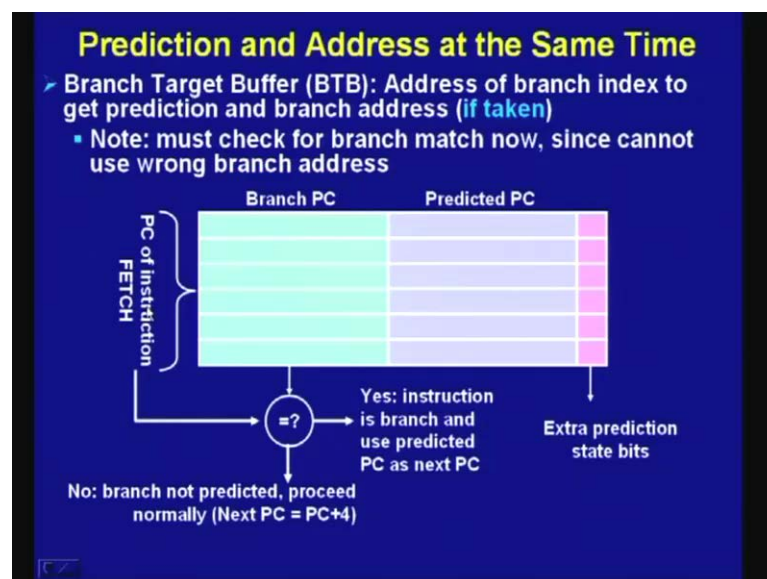 Prediction and Address at the Same Time
Branch Target Buffer (BTB): Address of branch index to
get prediction and branch address (if taken)
Note: must check for branch match now, since cannot
use wrong branch address
Branch PC
Predicted PC
PC of instrtiction
FETCH
=?
Yes: instruction
is branch and
use predicted
PC as next PC
Extra prediction
state bits
No: branch not predicted, proceed
normally (Next PC = PC+4)